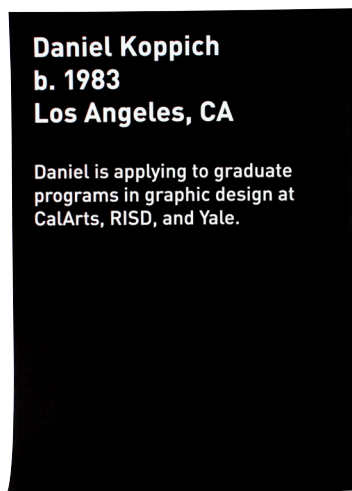 Daniel Koppich
b. 1983
Los Angeles, CA
Daniel is applying to graduate
programs in graphic design at
CalArts, RISD, and Yale.